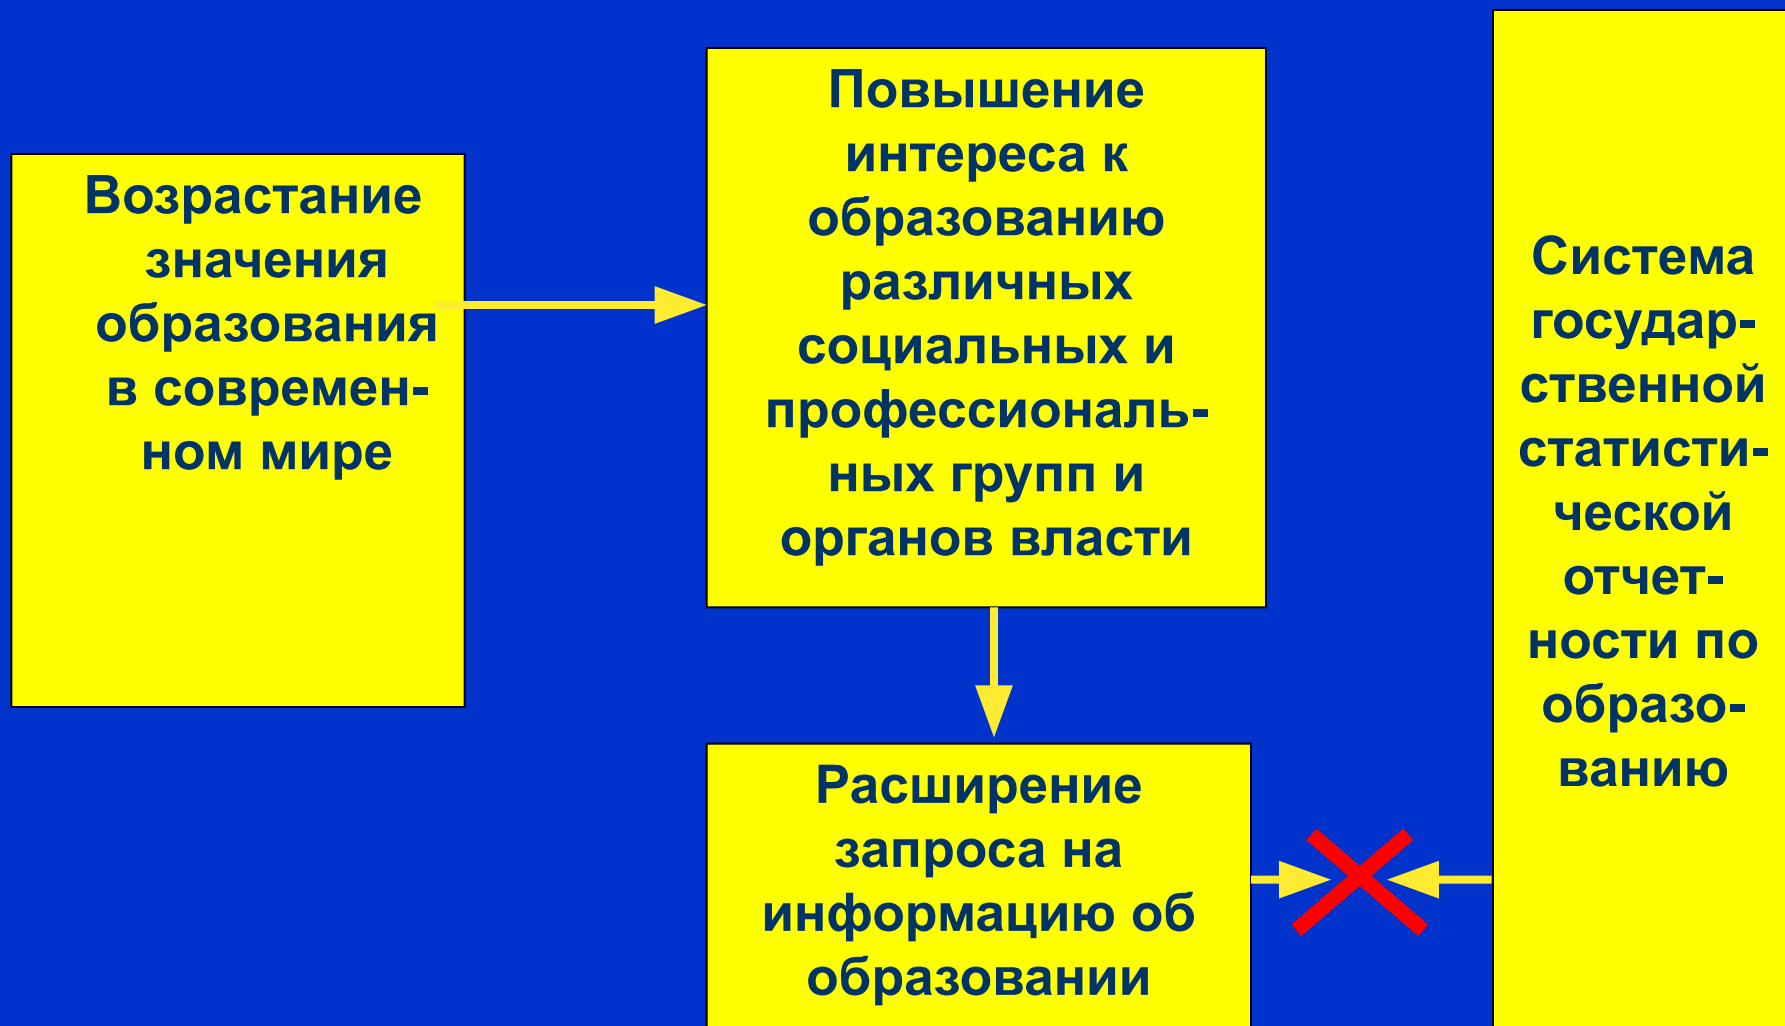 Возрастание
значения
образования
в современ-
ном мире
Повышение
интереса к
образованию
различных
социальных и
профессиональ-
ных групп и
органов власти
Расширение
запроса на
информацию об
образовании
Система
государ-
ственной
статисти-
ческой
отчет-
ности по
образо-
ванию